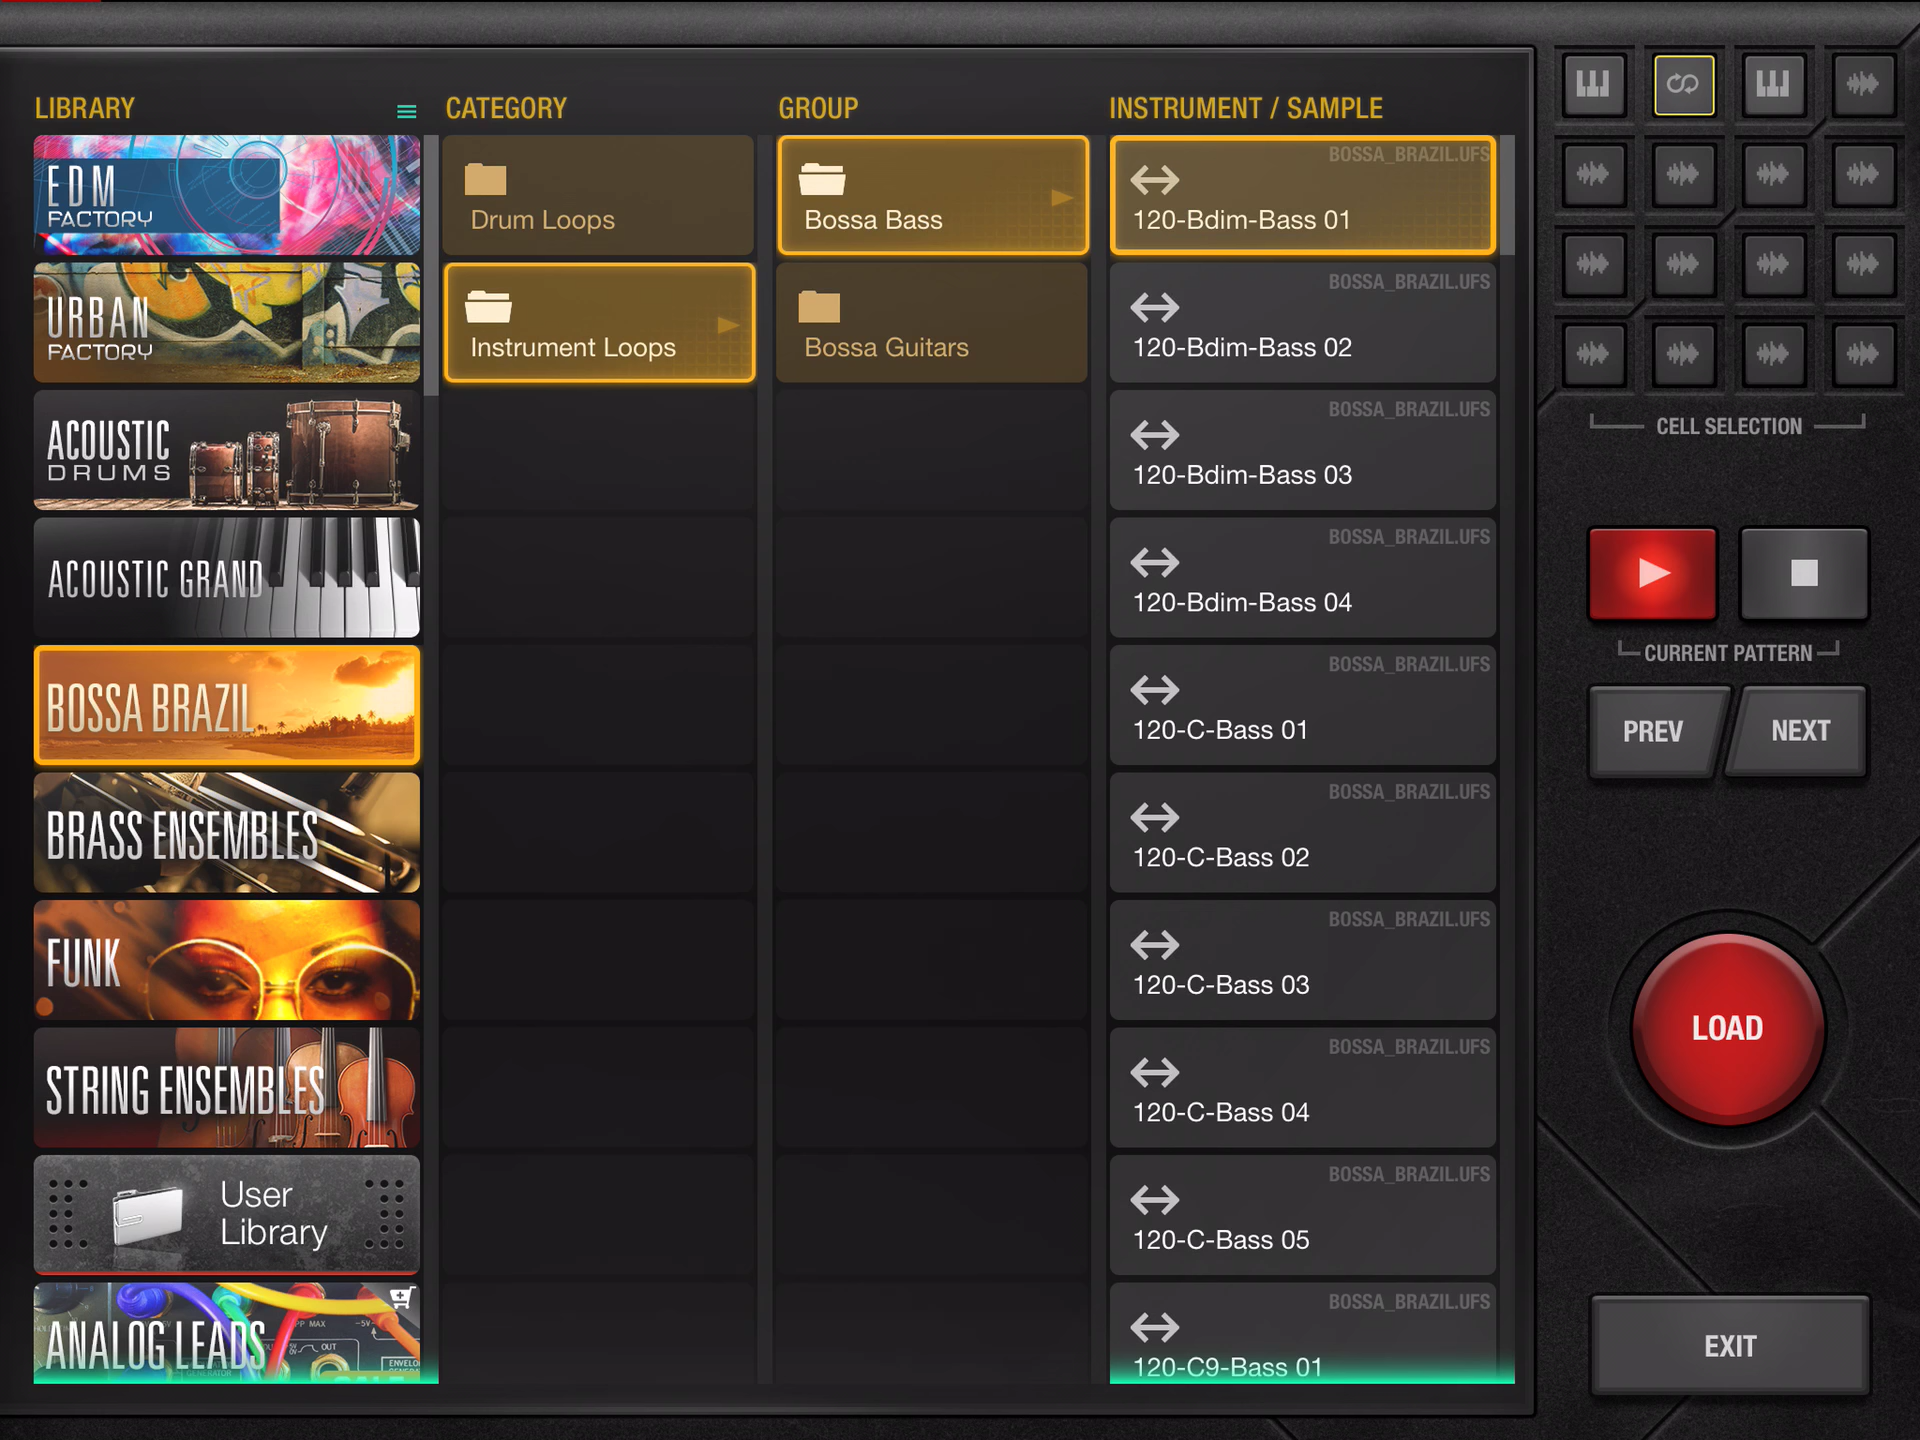 LIBRARY
CATEGORY
GROUP
INSTRUMENT / SAMPLE
EDM
FACTORY
URBAN
FACTORY
ACOUSTIC
DRUMS
ACOUSTIC GRAND
BOSSA BRAZIL
BRASS ENSEMBLES
FUNK
STRING ENSEMBLES
User
Library
PP MAX
-5V-
OUT
ANALOG LEADS
Drum Loops
Instrument Loops
Bossa Bass
Bossa Guitars
BOSSA_BRAZIL.UFS
120-Bdim-Bass 01
BOSSA_BRAZIL.UFS
120-Bdim-Bass 02
BOSSA_BRAZIL.UFS
120-Bdim-Bass 03
BOSSA_BRAZIL.UFS
120-Bdim-Bass 04
BOSSA_BRAZIL.UFS
120-C-Bass 01
BOSSA_BRAZIL.UFS
120-C-Bass 02
BOSSA_BRAZIL.UFS
120-C-Bass 03
BOSSA_BRAZIL.UFS
120-C-Bass 04
BOSSA_BRAZIL.UFS
120-C-Bass 05
BOSSA_BRAZIL.UFS
120-C9-Bass 01
CELL SELECTION
CURRENT PATTERN
PREV
NEXT
LOAD
EXIT